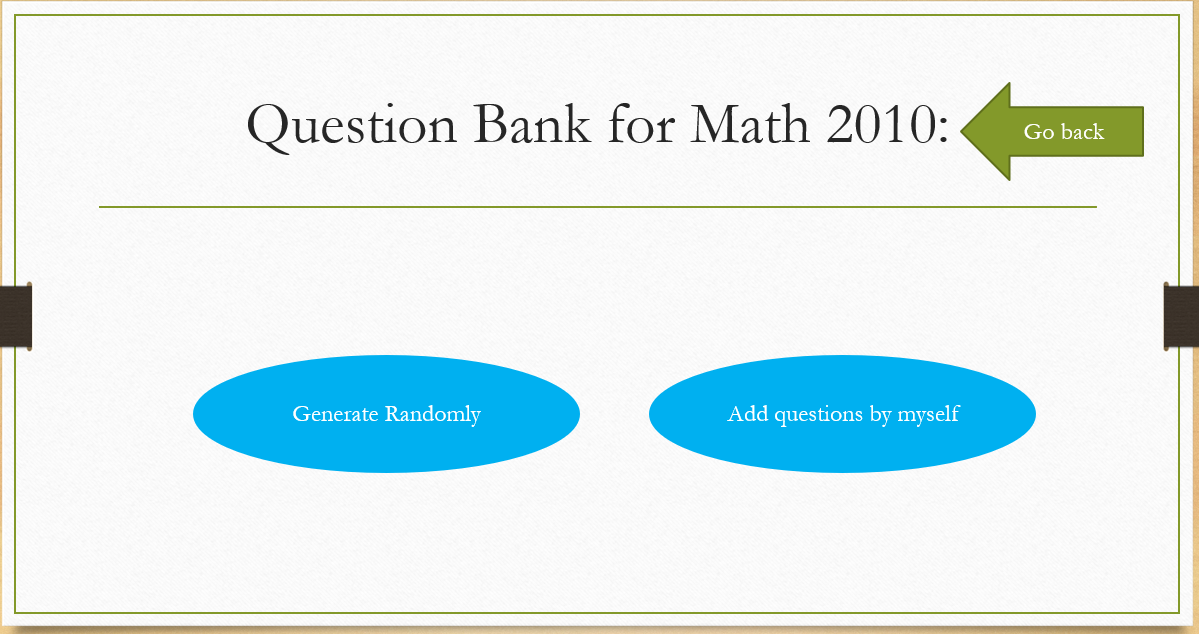 Question Bank for Math 2010:
Go back
Generate Randomly
Add questions by myself